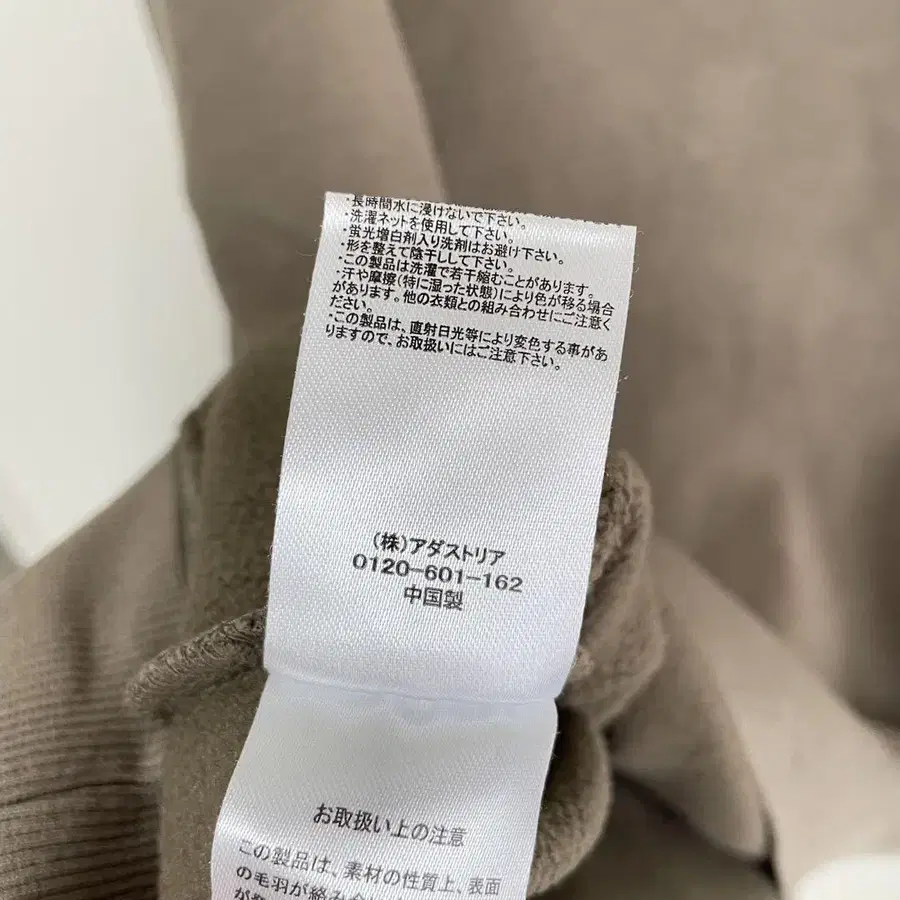 ・長時間水に浸けないで下さい。
・洗濯ネットを使用して下さい。
・蛍光増白剤入り洗剤はお避け下さい。
・形を整えて陰干しして下さい。
・この製品は洗濯で若干縮むことがあります。
・汗や摩擦(特に湿った状態)により色が移る場合
があります。他の衣類との組み合わせにご注意く
ださい。
・この製品は、直射日光等により変色する事があ
りますので、お取扱いにはご注意下さい。
(株)アダストリア
0120-601-162
中国製
お取扱い上の注意
この製品は、素材の性質上、表面
の毛羽が絡み